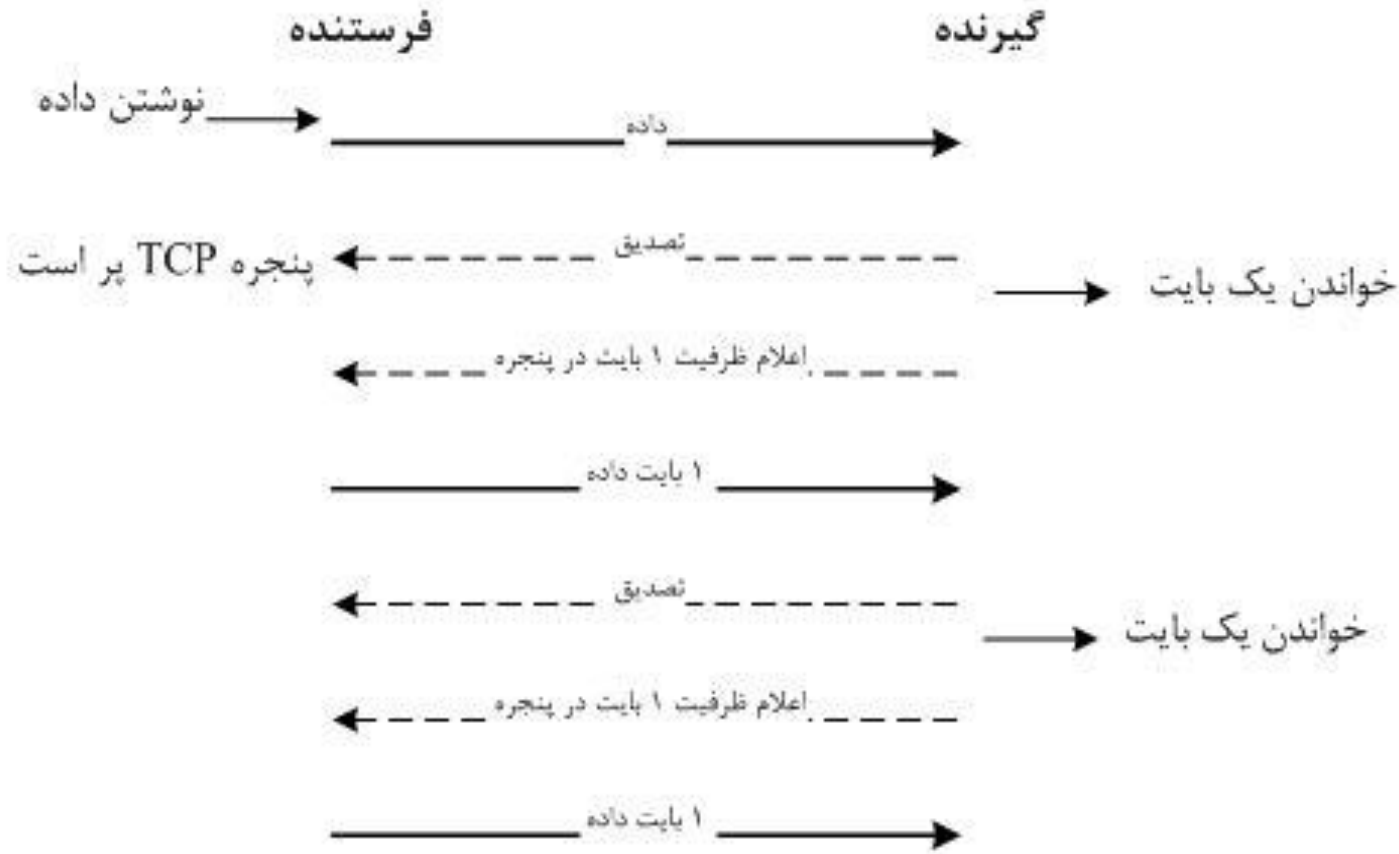 گیرنده
فرستنده
نوشتن داده
داده
تصدیق
پنجره TCP پر است
خواندن یک بایت
اعلام ظرفیت ۱ بایت در پنجره
۱ بایت داده
تصدیق
خواندن یک بایت
اعلام ظرفیت ۱ بایت در پنجره
۱ بایت داده